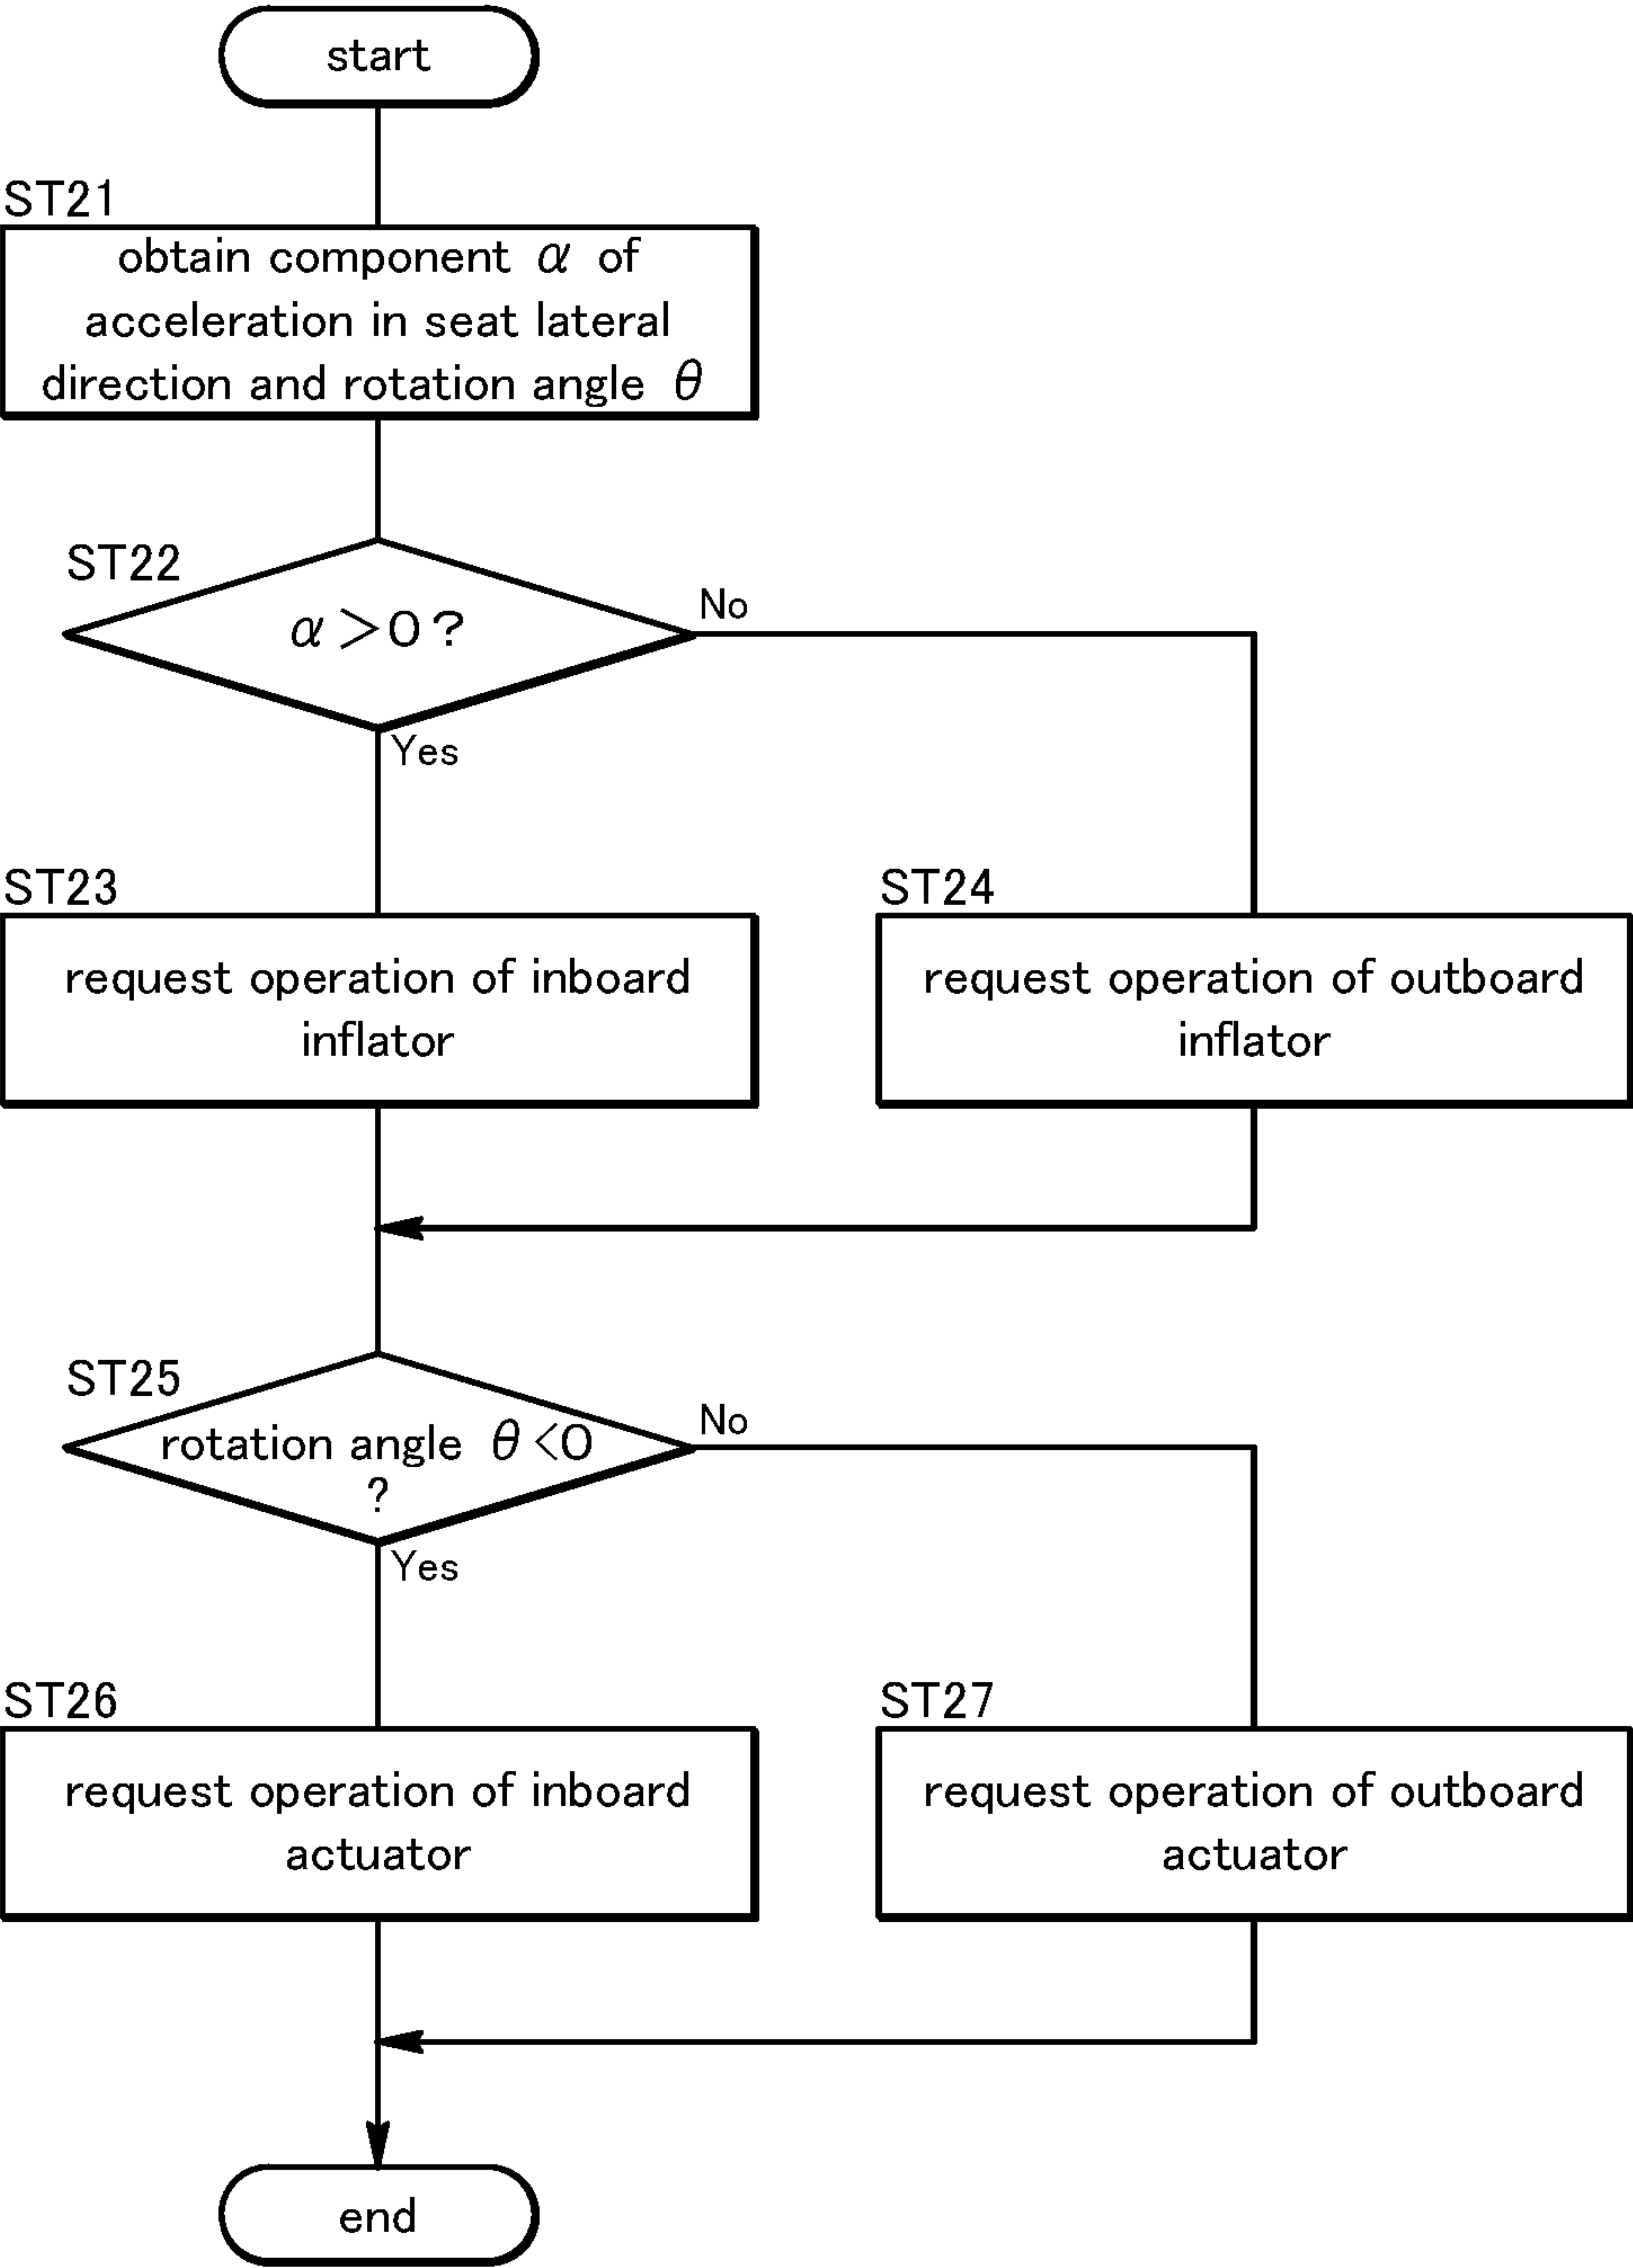 start
ST21
obtain component α of
acceleration in seat lateral
direction and rotation angle θ
ST22
α>0?
No
Yes
ST23
request operation of inboard
inflator
ST24
request operation of outboard
inflator
ST25
rotation angle θ<0
?
No
Yes
ST26
request operation of inboard
actuator
ST27
request operation of outboard
actuator
end